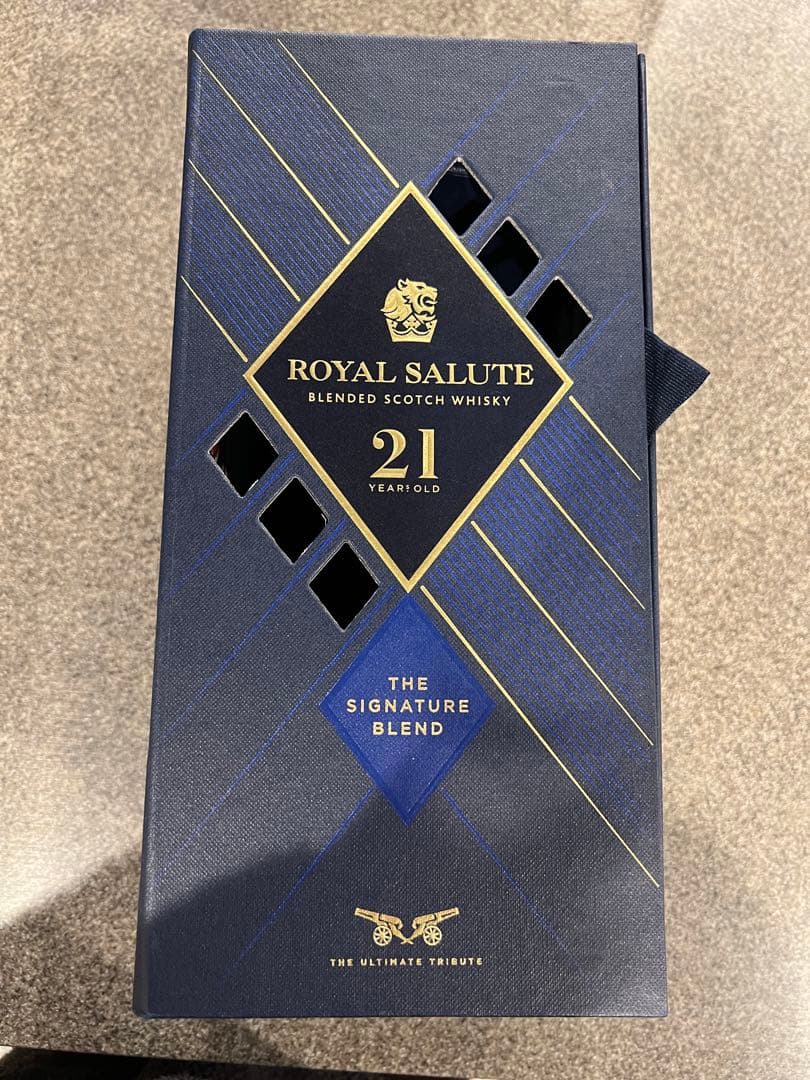 ROYAL SALUTE
BLENDED SCOTCH WHISKY
21
YEARS OLD
THE
SIGNATURE
BLEND
THE ULTIMATE TRIBUTE